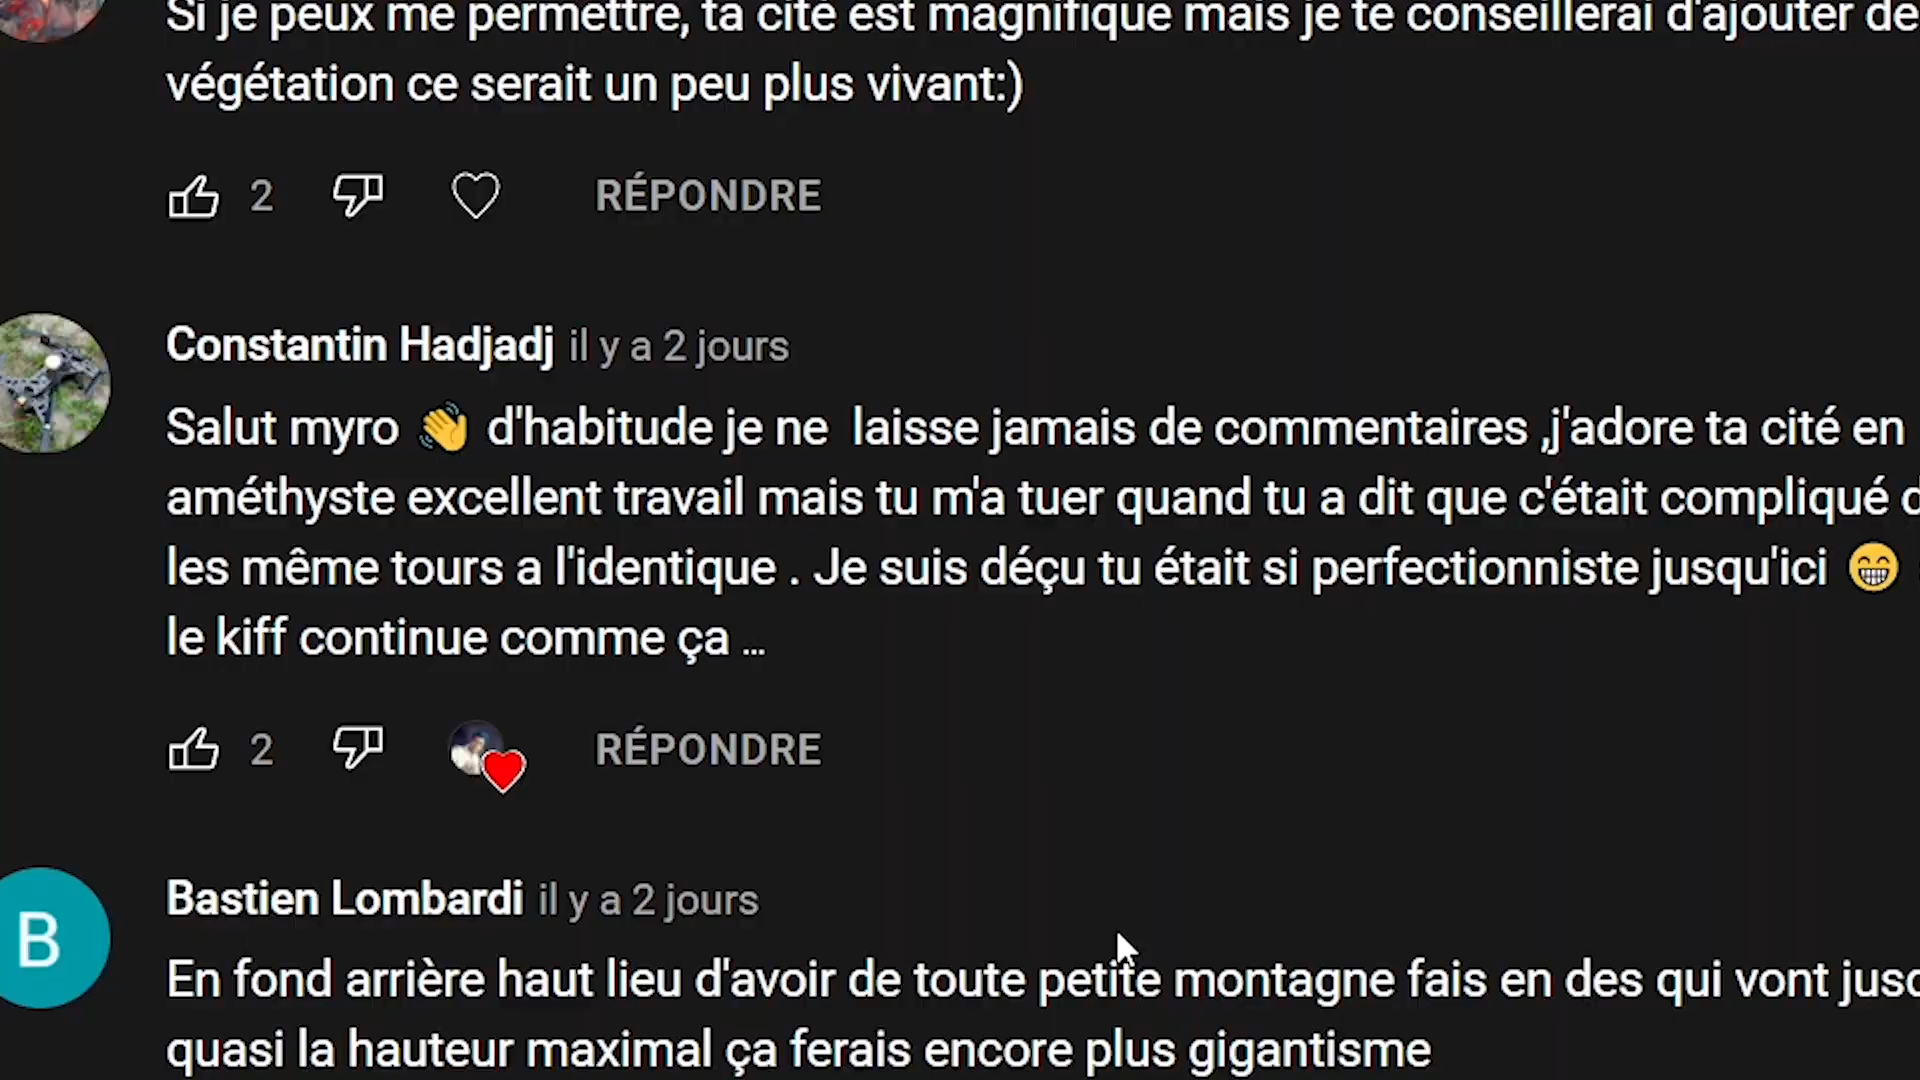 Si je peux me permettre, ta cité est magnifique mais je te conseillerai d'ajouter de
végétation ce serait un peu plus vivant:)
2 RÉPONDRE
Constantin Hadjadj il y a 2 jours
Salut myro 👋 d'habitude je ne  laisse jamais de commentaires ,j'adore ta cité en
améthyste excellent travail mais tu m'a tuer quand tu a dit que c'était compliqué
les même tours a l'identique . Je suis déçu tu était si perfectionniste jusqu'ici 😁
le kiff continue comme ça ...
2 RÉPONDRE
B
Bastien Lombardi il y a 2 jours
En fond arrière haut lieu d'avoir de toute petite montagne fais en des qui vont
quasi la hauteur maximal ça ferais encore plus gigantisme